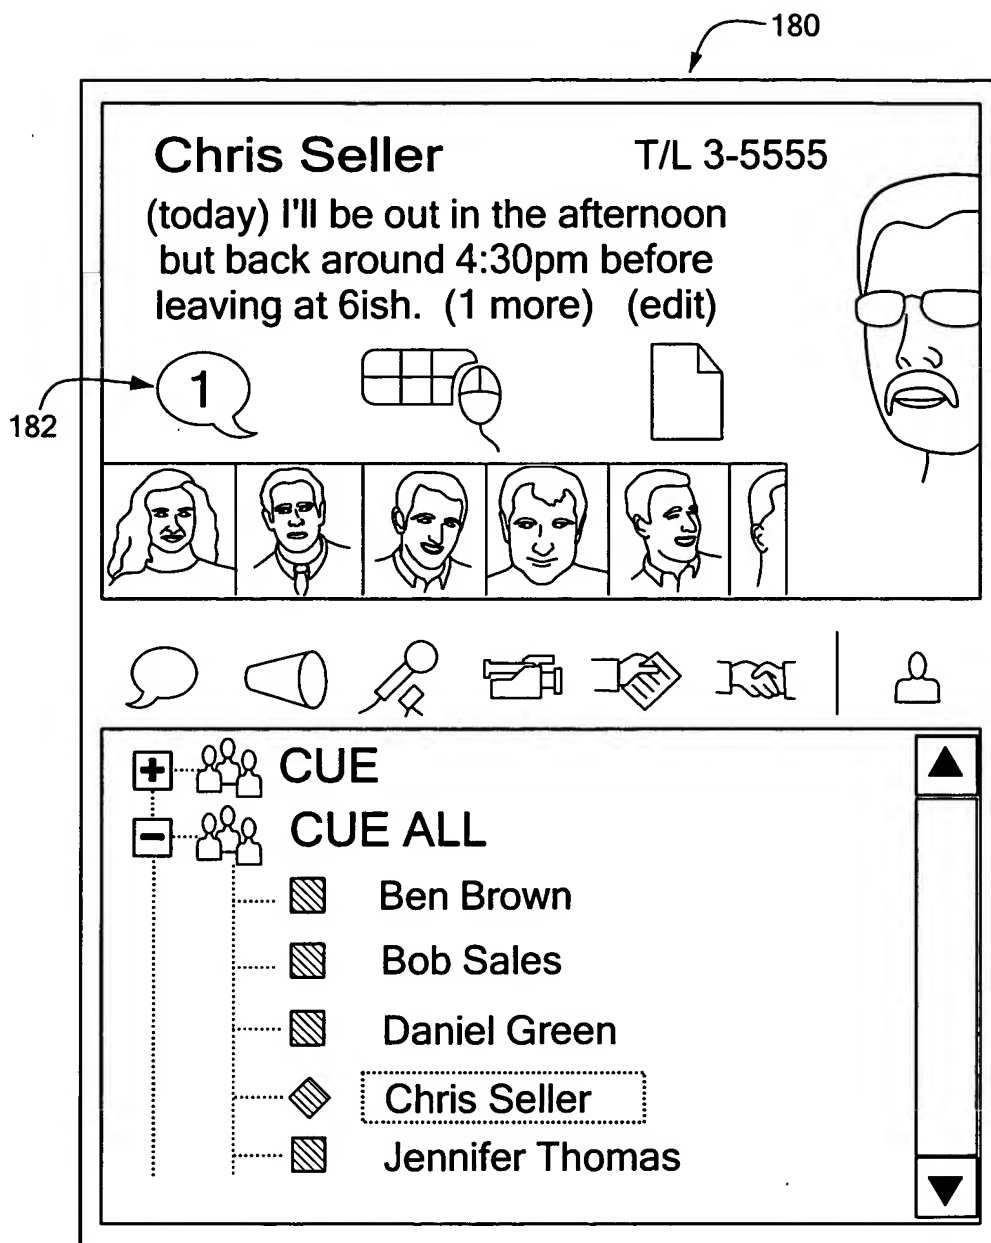 180
Chris Seller T/L 3-5555
(today) I'll be out in the afternoon
but back around 4:30pm before
leaving at 6ish. (1 more) (edit)
1
182
CUE
CUE ALL
Ben Brown
Bob Sales
Daniel Green
Chris Seller
Jennifer Thomas